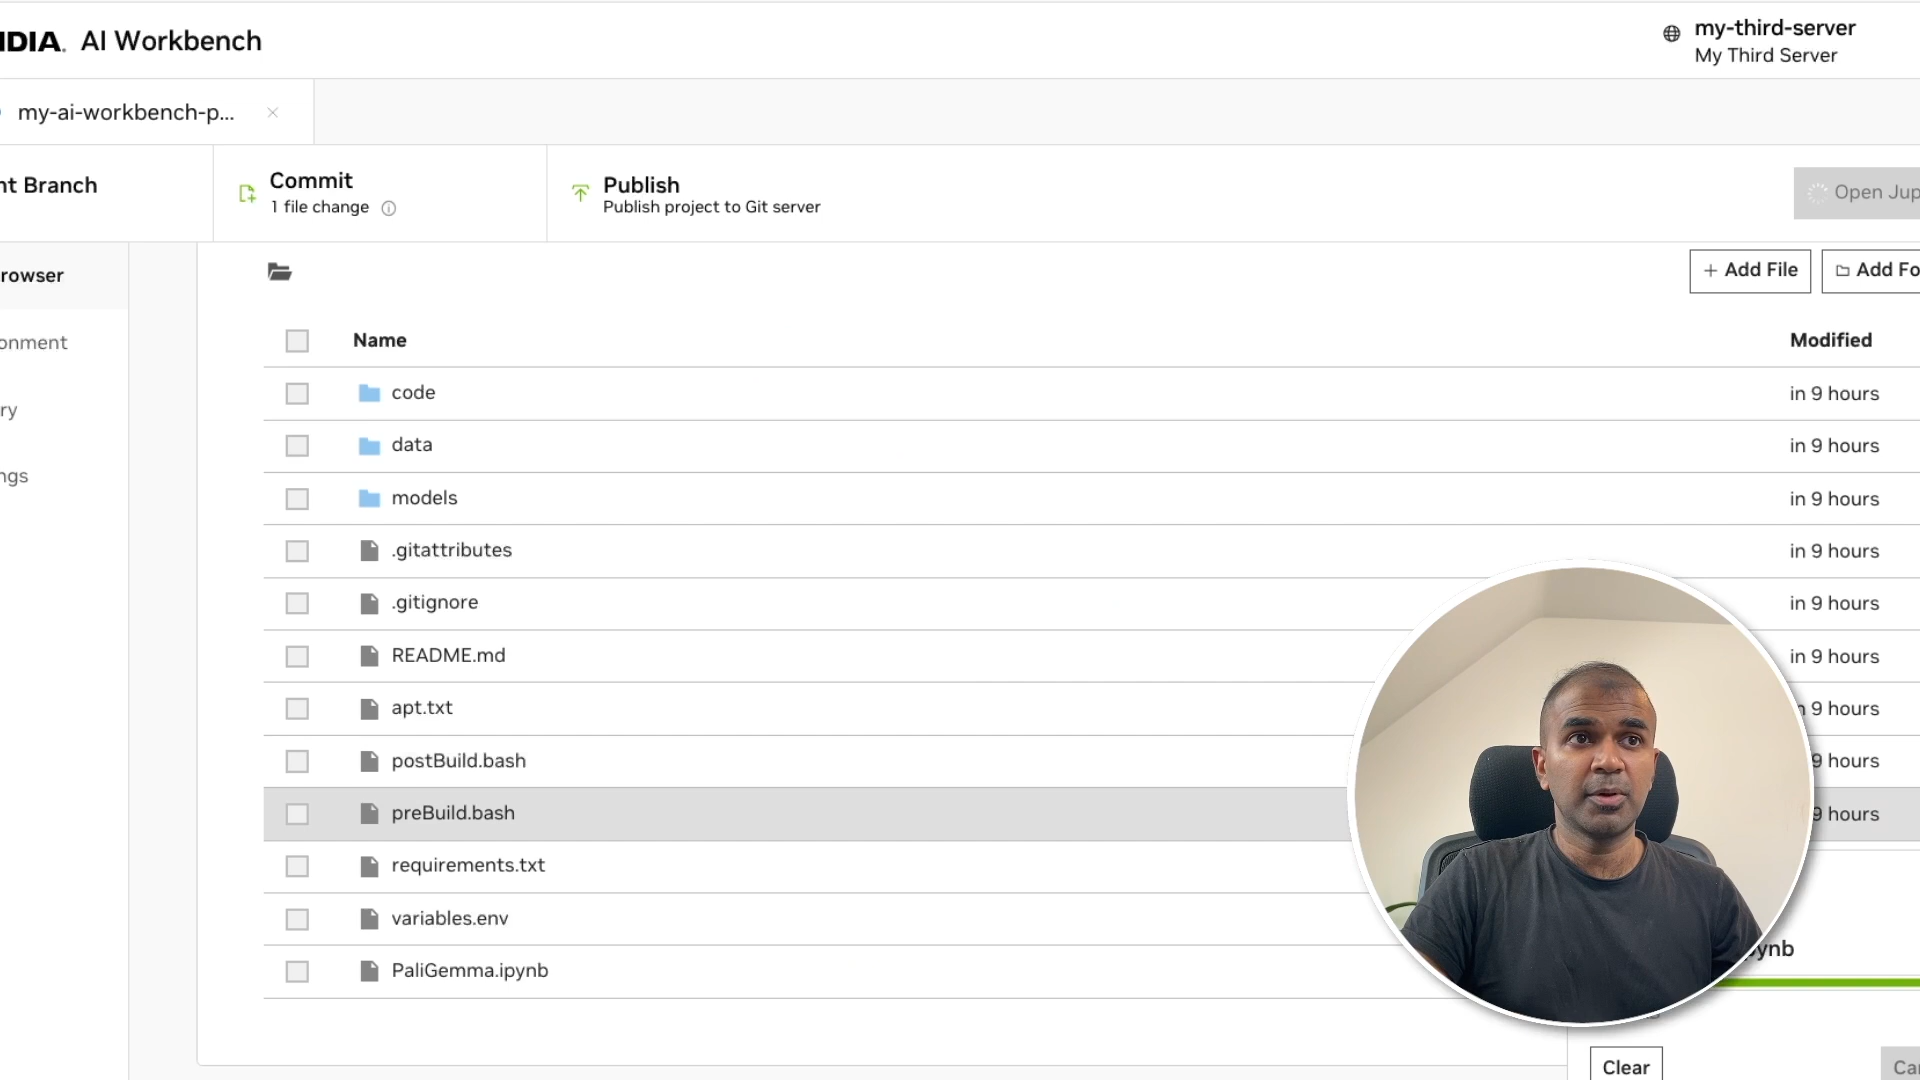 IDIA. AI Workbench
my-third-server
My Third Server
my-ai-workbench-p...
nt Branch
Commit
1 file change
Publish
Publish project to Git server
Open Jup
rowser
onment
ry
ngs
+ Add File
Add Fo
Name
Modified
code
in 9 hours
data
in 9 hours
models
in 9 hours
.gitattributes
in 9 hours
.gitignore
in 9 hours
README.md
in 9 hours
apt.txt
n 9 hours
postBuild.bash
9 hours
preBuild.bash
9 hours
requirements.txt
variables.env
ynb
PaliGemma.ipynb
Clear
Ca